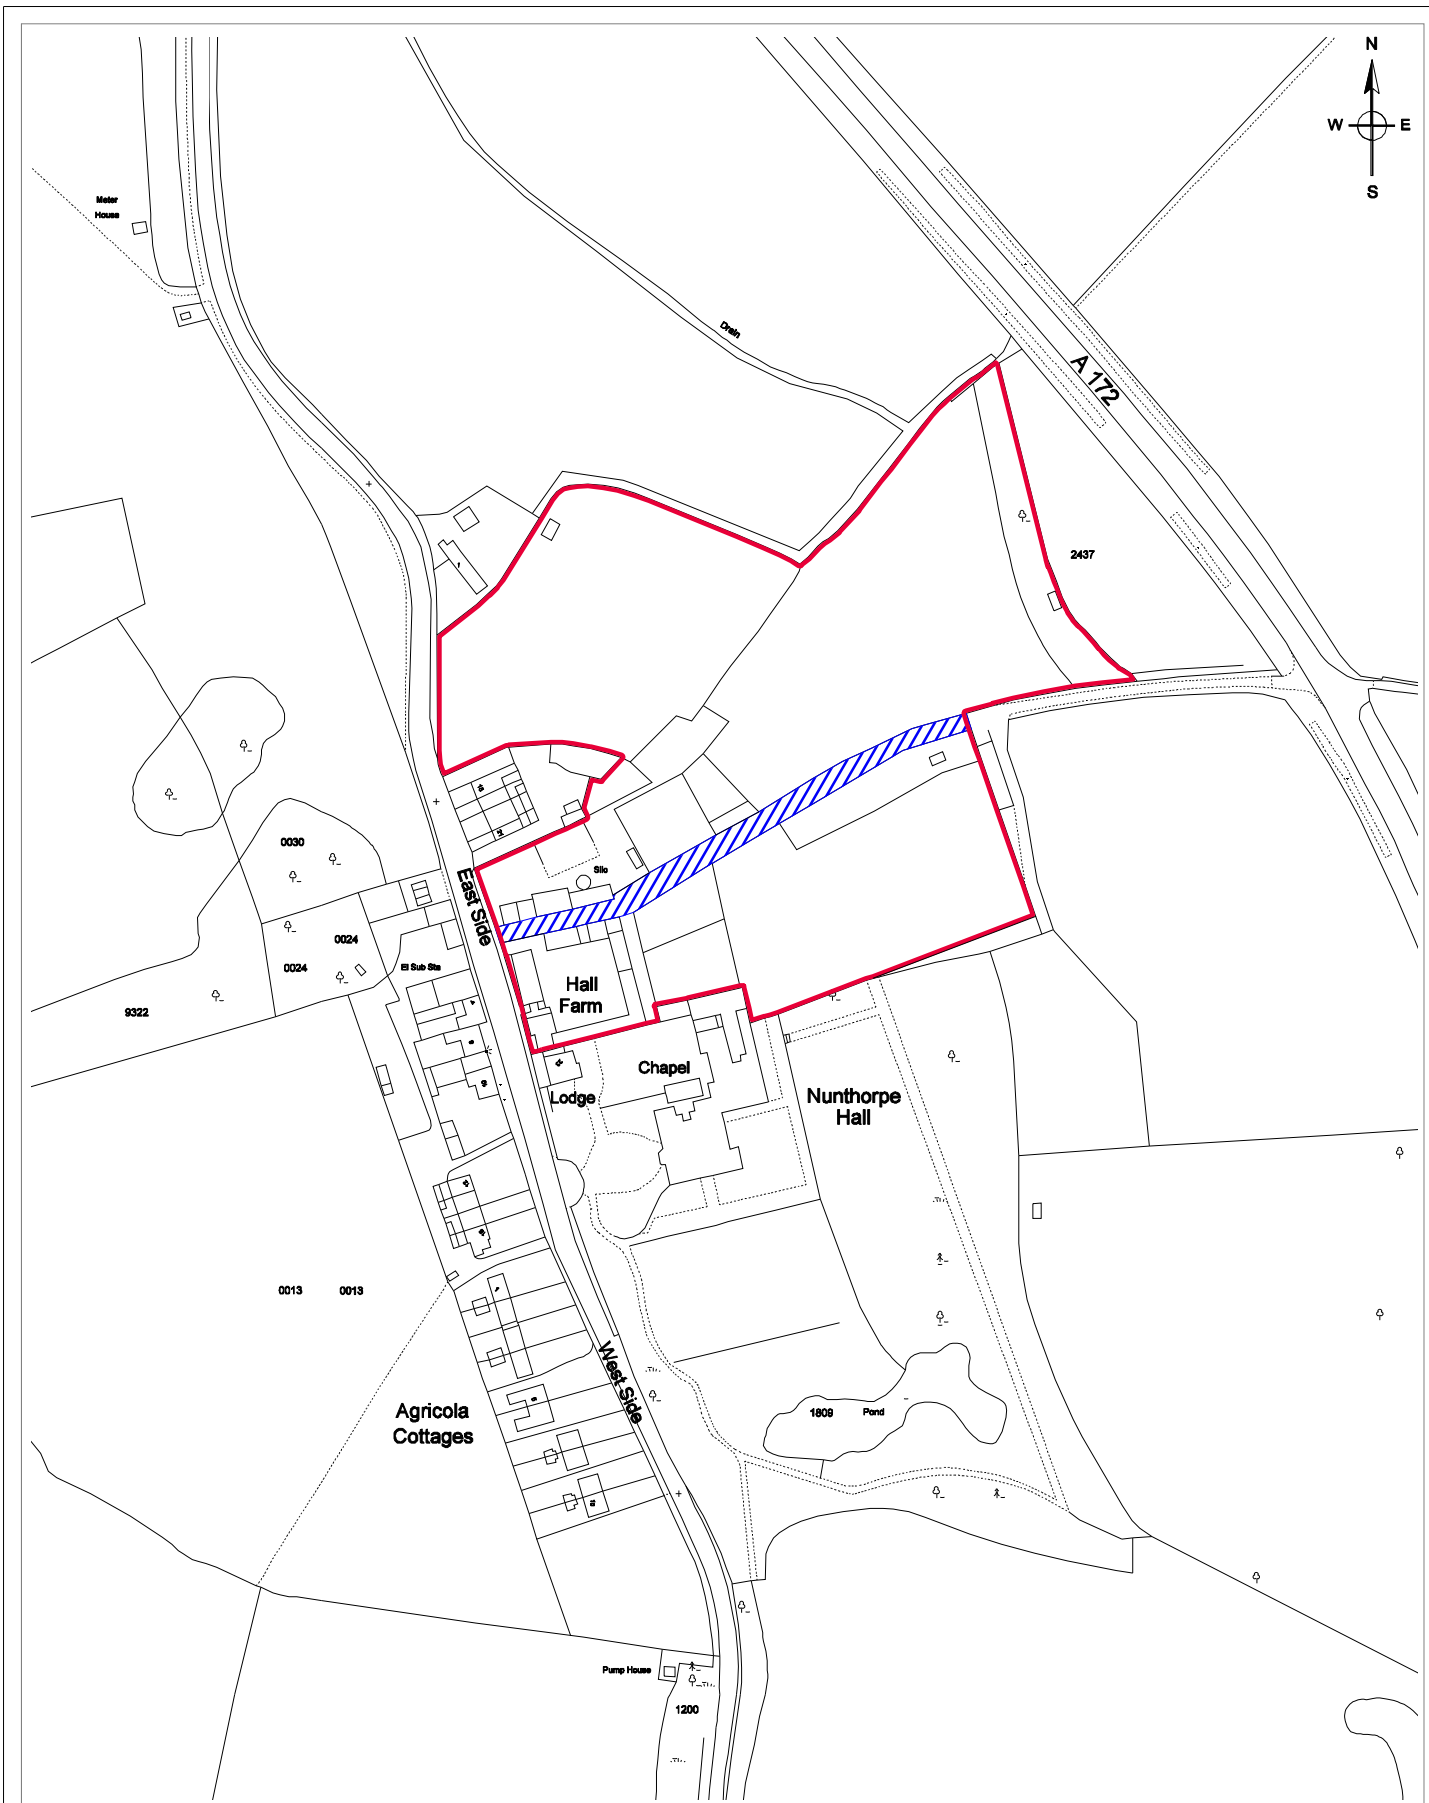 N
W E
S
Meter
House
Drain
A 172
2437
1
0030
Silo
East Side
0024
0024
El Sub Sta
Hall
Farm
9322
Chapel
Lodge
Nunthorpe
Hall
0013 0013
West Side
Agricola
Cottages
1809 Pond
Pump House
1200